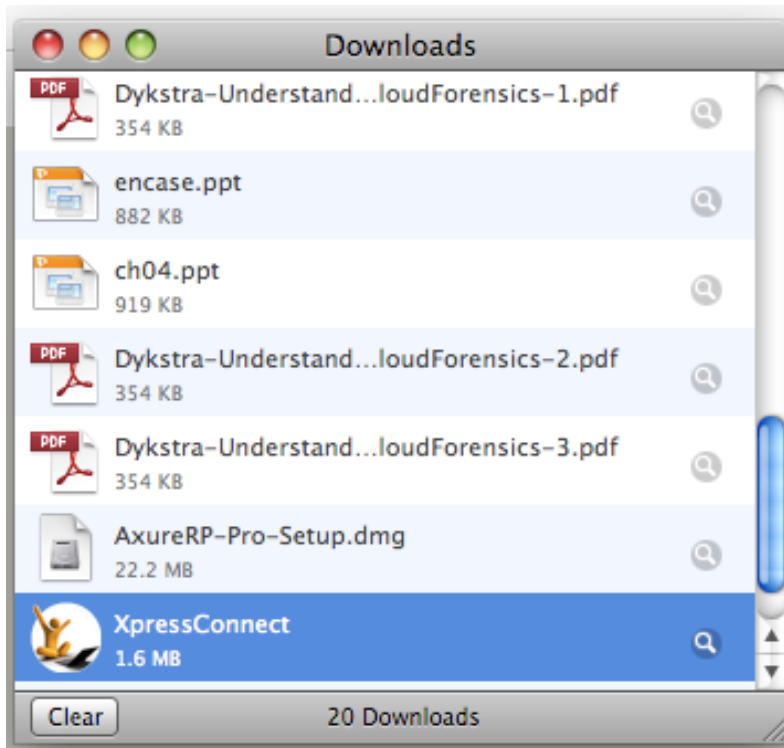 Downloads
PDF
Dykstra-Understand...loudForensics-1.pdf
354 KB
encase.ppt
882 KB
ch04.ppt
919 KB
PDF
Dykstra-Understand...loudForensics-2.pdf
354 KB
PDF
Dykstra-Understand...loudForensics-3.pdf
354 KB
AxureRP-Pro-Setup.dmg
22.2 MB
XpressConnect
1.6 MB
Clear
20 Downloads